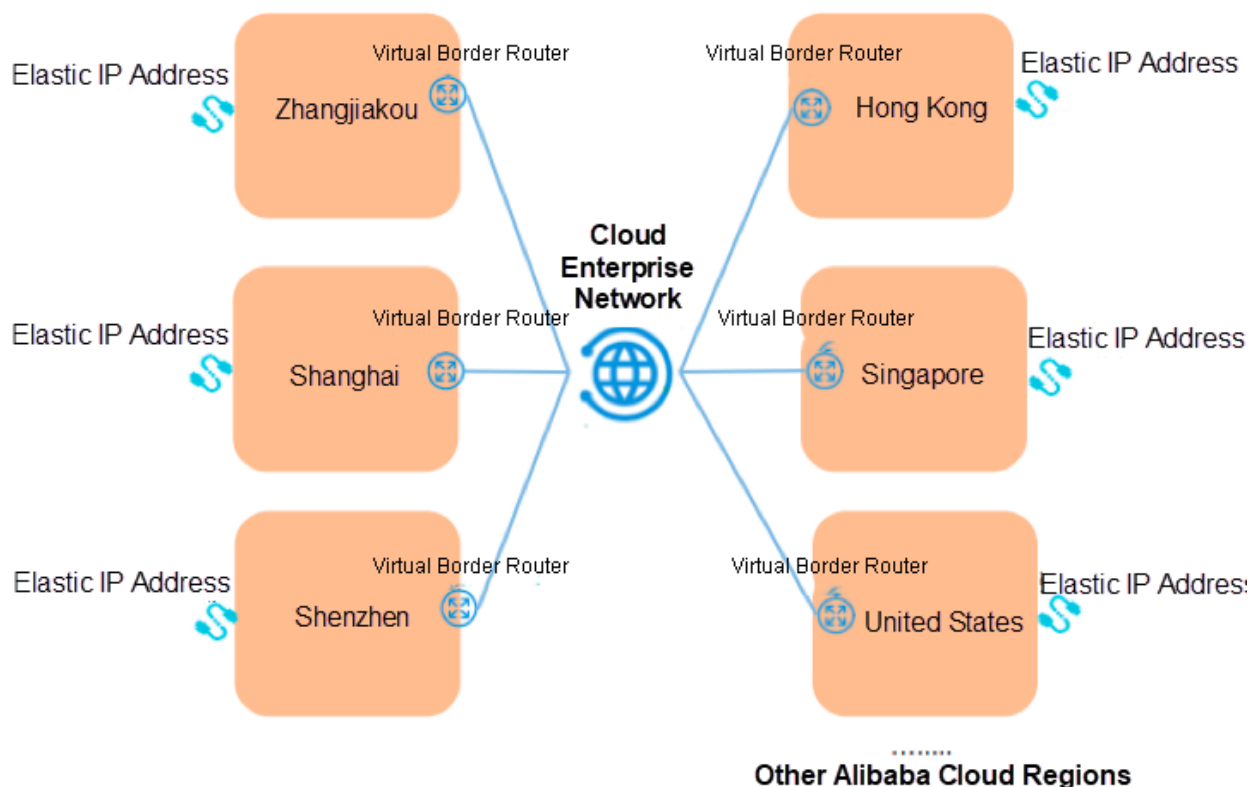 Virtual Border Router
Virtual Border Router
Elastic IP Address
Elastic IP Address
Zhangjiakou
Hong Kong
Cloud
Enterprise
Network
Virtual Border Router
Virtual Border Router
Elastic IP Address
Elastic IP Address
Shanghai
Singapore
Virtual Border Router
Virtual Border Router
Elastic IP Address
Elastic IP Address
Shenzhen
United States
........
Other Alibaba Cloud Regions